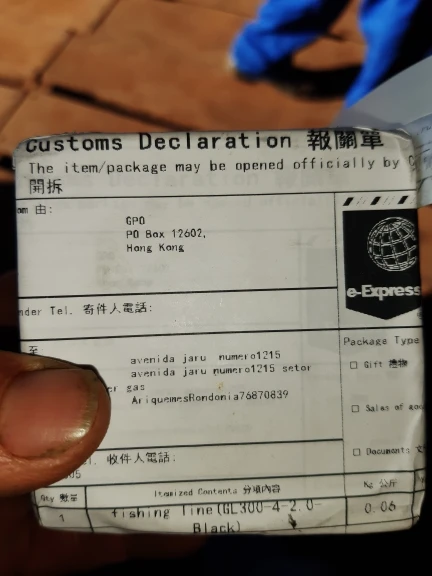 Customs Declaration 報關單
The item/package may be opened officially by
開拆
由:
GPO
PO Box 12602,
Hong Kong
e-Express
Tel. 寄件人電話:
至
avenida jaru numero1215
avenida jaru numero1215 setor
gas
AriquemesRondonia76870839
Package Type
□ Gift 禮物
□ Sales of
□ Document
收件人電話:
Qty 數量 Itemized Contents 分項內容 Kg 公斤
1 fishing line(GL300-4-2.0- 0.06
Black)